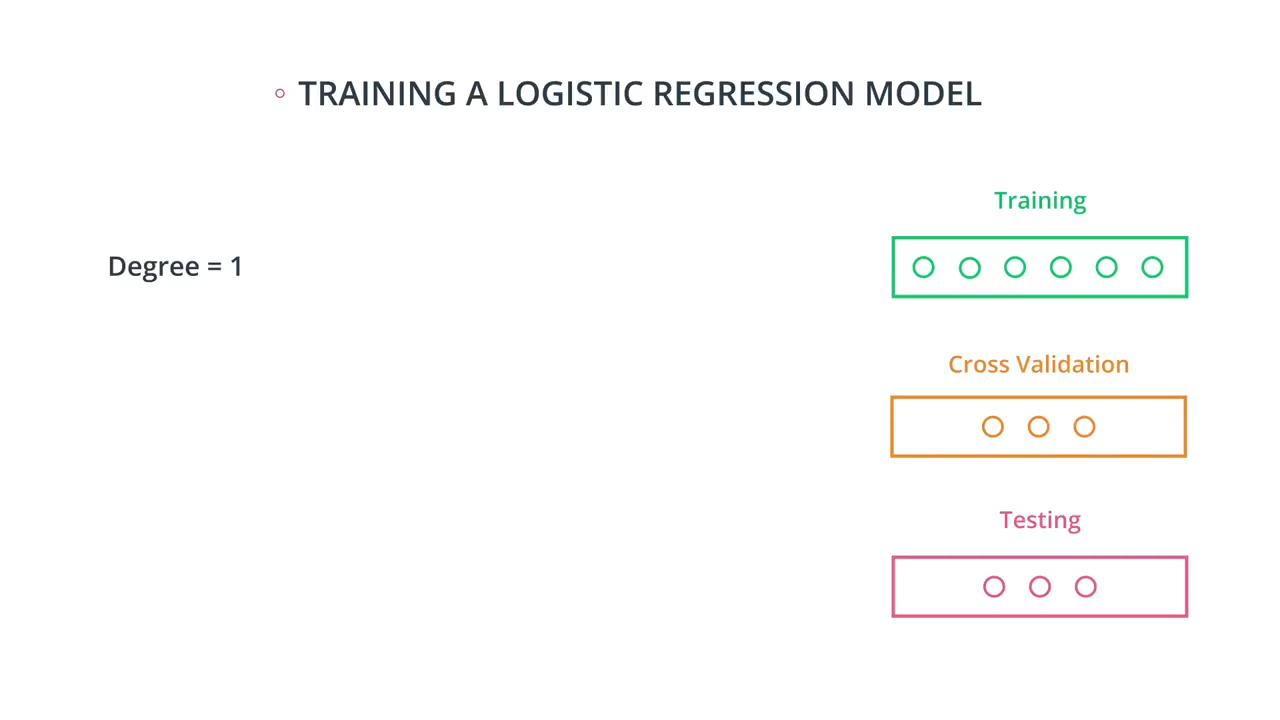 TRAINING A LOGISTIC REGRESSION MODEL
Training
Degree = 1
Cross Validation
Testing